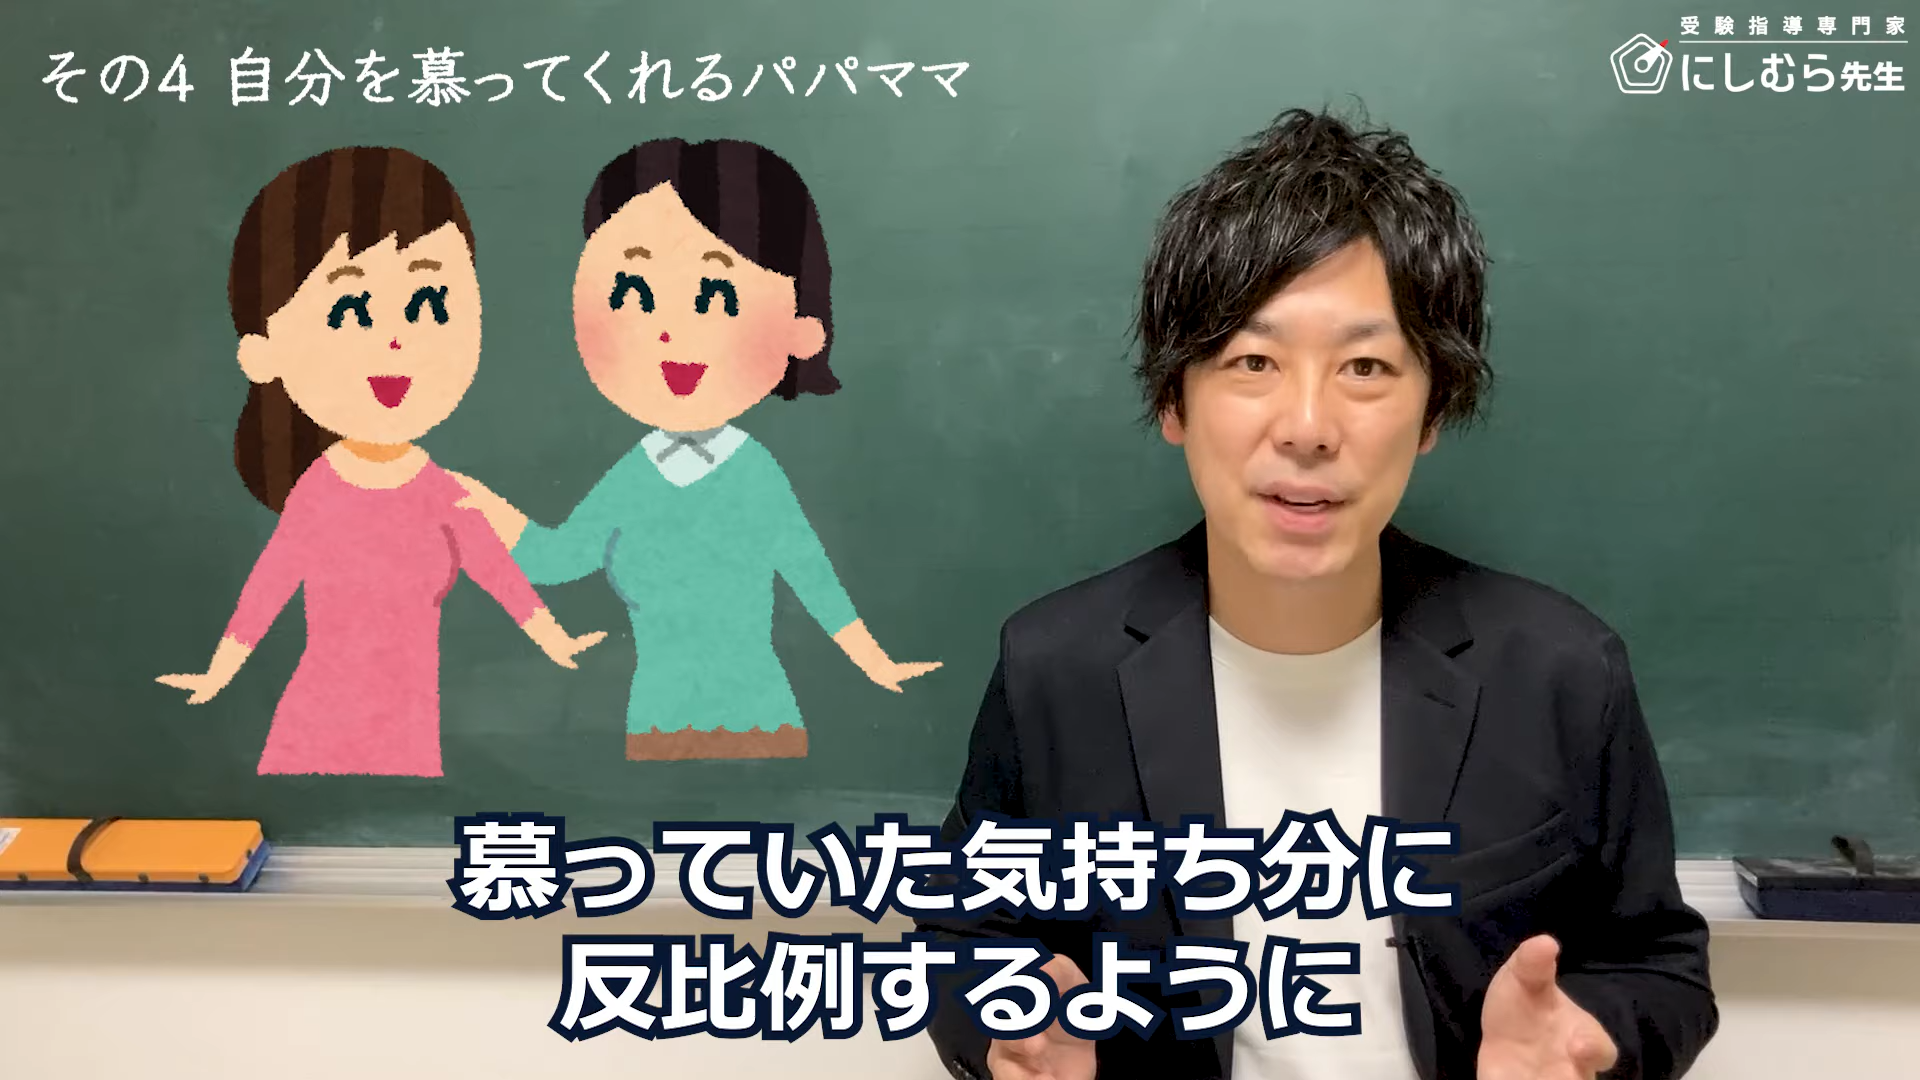 その4 自分を慕ってくれるパパママ
受験指導専門家
にしむら先生
慕っていた気持ち分に
反比例するように